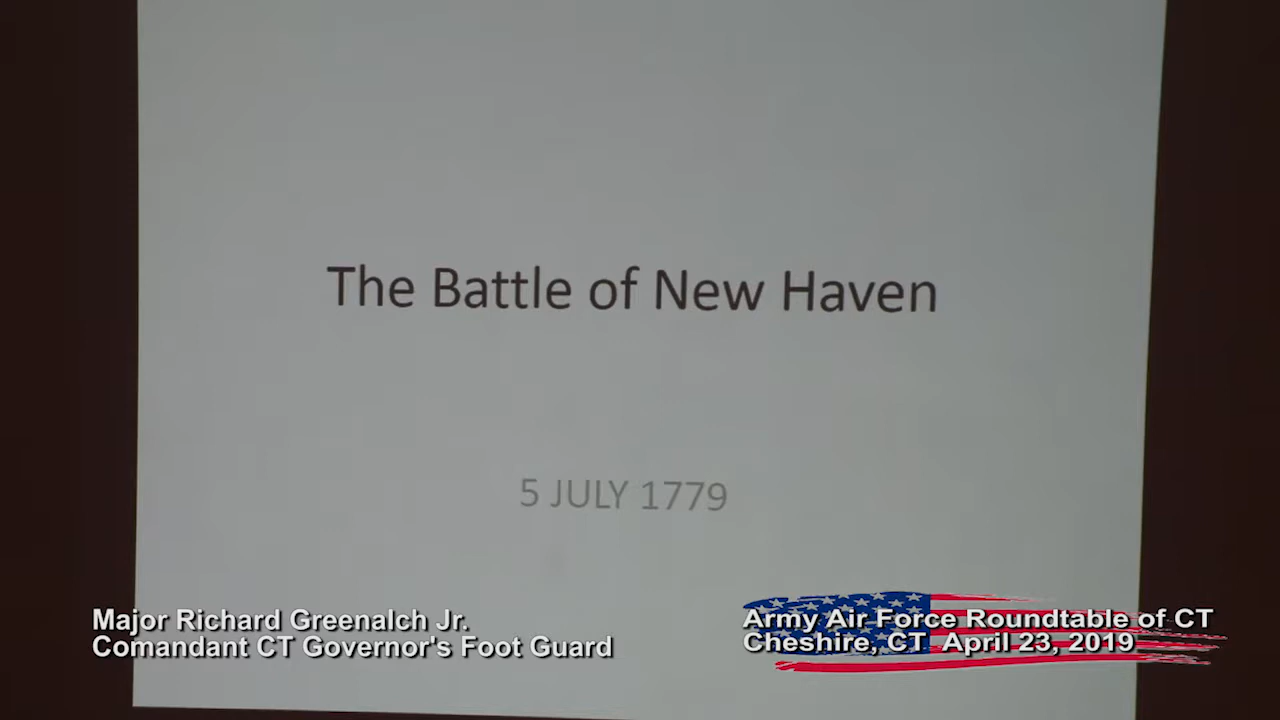 The Battle of New Haven
5 JULY 1779
Major Richard Greenalch Jr.
Comandant CT Governor's Foot Guard
Army Air Force Roundtable of CT
Cheshire, CT April 23, 2019